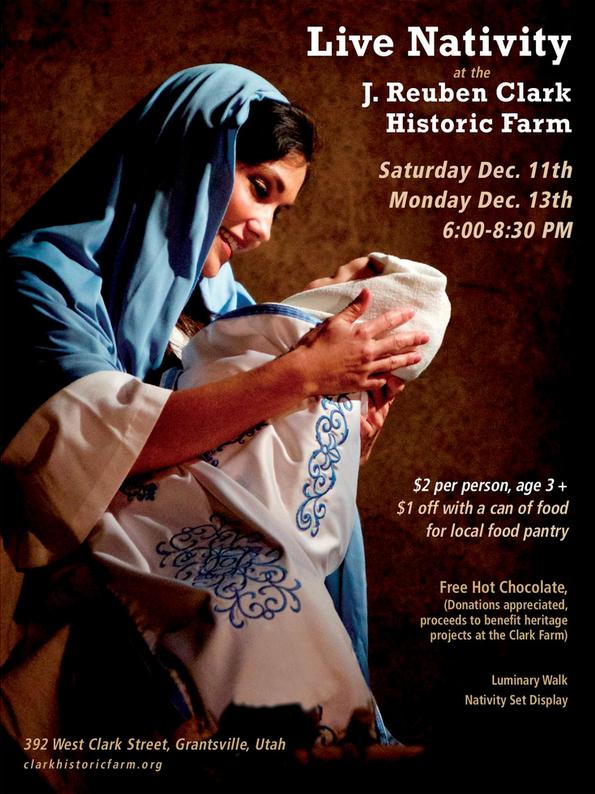 Live Nativity
at the
J. Reuben Clark
Historic Farm
Saturday Dec. 11th
Monday Dec. 13th
6:00-8:30 PM
$2 per person, age 3 +
$1 off with a can of food
for local food pantry
Free Hot Chocolate,
(Donations appreciated,
proceeds to benefit heritage
projects at the Clark Farm)
Luminary Walk
Nativity Set Display
392 West Clark Street, Grantsville, Utah
clarkhistoricfarm.org